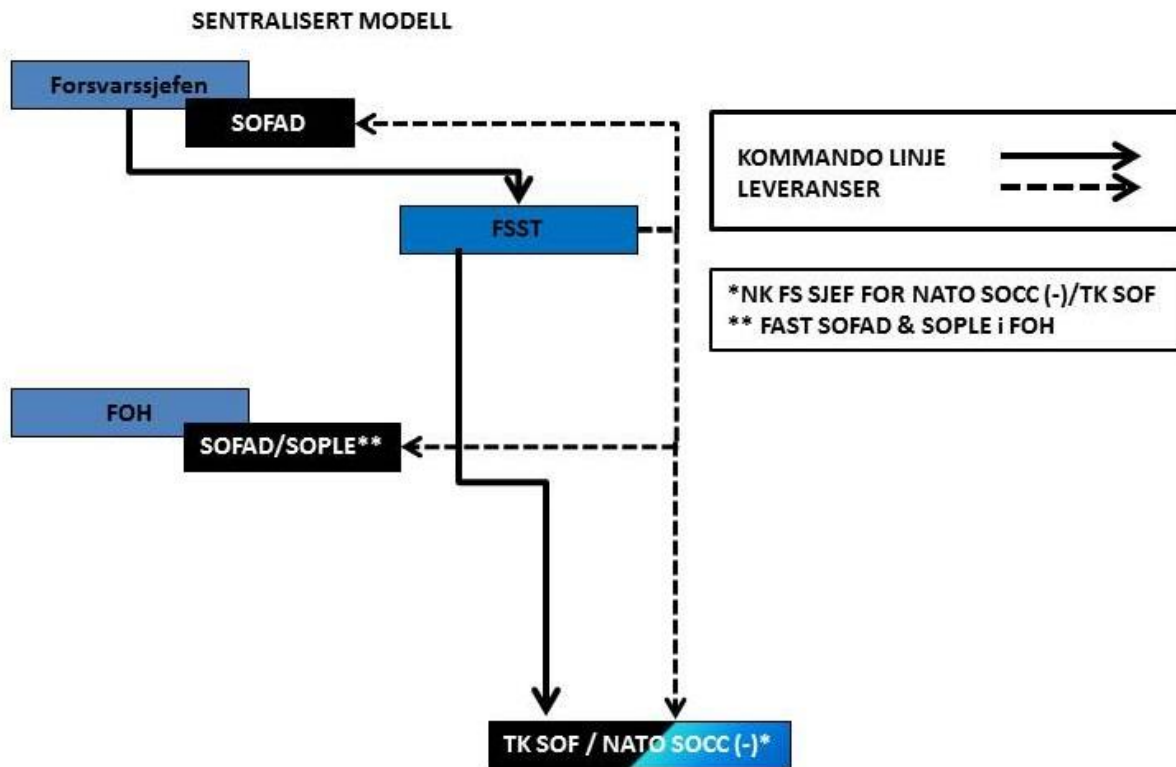 SENTRALISERT MODELL
Forsvarssjefen
SOFAD
KOMMANDO LINJE
LEVERANSER
FSST
*NK FS SJEF FOR NATO SOCC (-)/TK SOF
** FAST SOFAD & SOPLE i FOH
FOH
SOFAD/SOPLE**
TK SOF / NATO SOCC (-)*